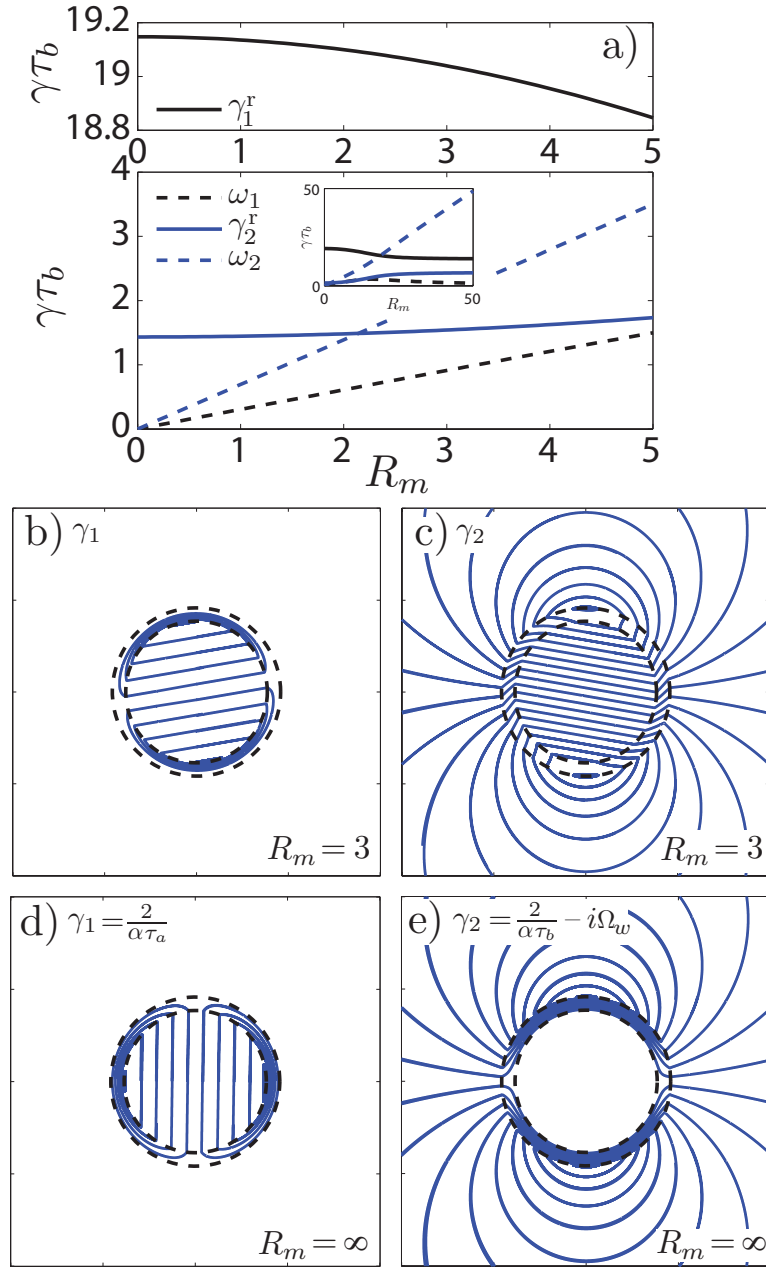 19.2
19
18.8
γτ_b
a)
γ_1^r
0 1 2 3 4 5
4
3
2
1
0
γτ_b
ω_1
γ_2^r
ω_2
50
0
γτ_b
0 50
R_m
0 1 2 3 4 5
R_m
b) γ_1
R_m = 3
c) γ_2
R_m = 3
d) γ_1 = 2/(ατ_a)
R_m = ∞
e) γ_2 = 2/(ατ_b) − iΩ_w
R_m = ∞